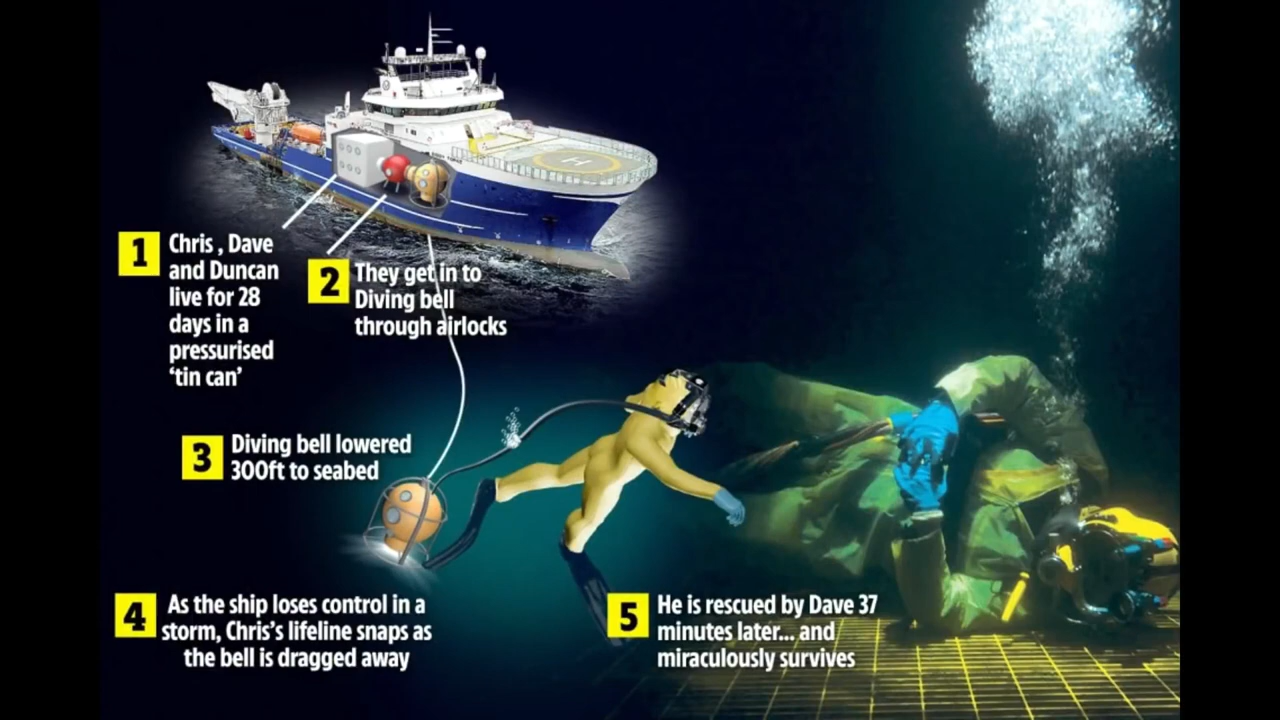 1
Chris , Dave
and Duncan
live for 28
days in a
pressurised
‘tin can’
2
They get in to
Diving bell
through airlocks
3
Diving bell lowered
300ft to seabed
4
As the ship loses control in a
storm, Chris’s lifeline snaps as
the bell is dragged away
5
He is rescued by Dave 37
minutes later... and
miraculously survives
H